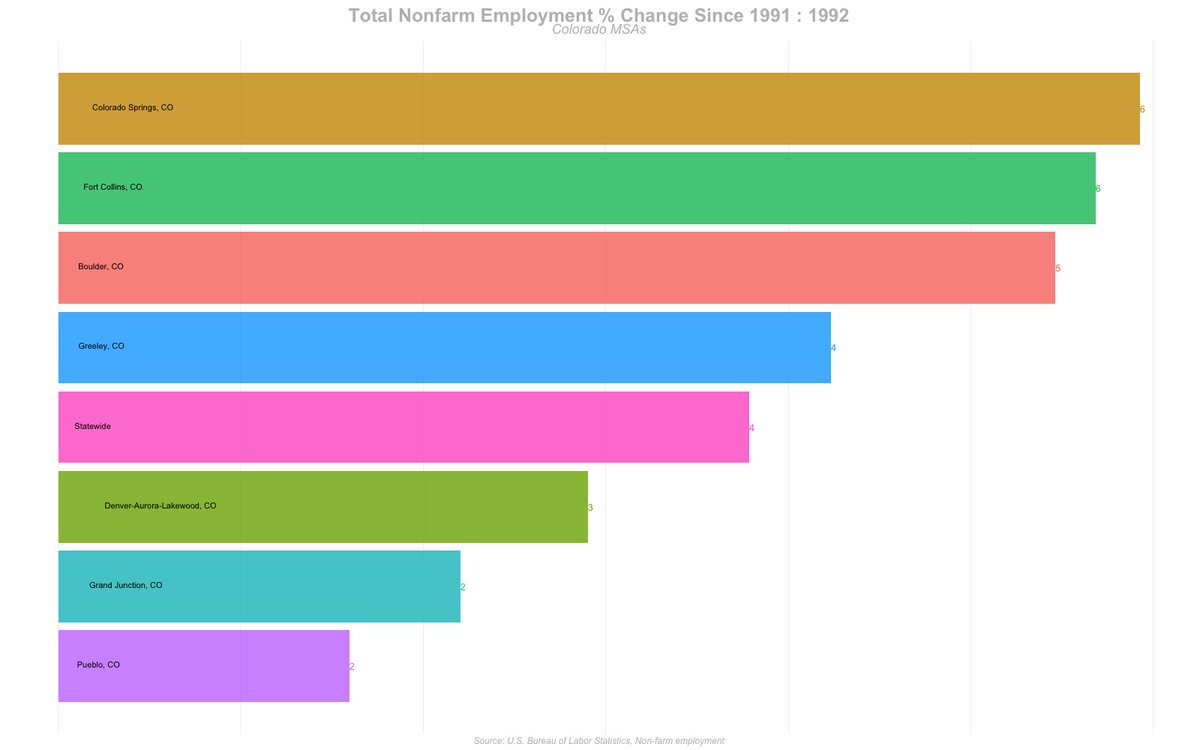 Total Nonfarm Employment % Change Since 1991 : 1992
Colorado MSAs
Colorado Springs, CO 6
Fort Collins, CO 6
Boulder, CO 5
Greeley, CO 4
Statewide 4
Denver-Aurora-Lakewood, CO 3
Grand Junction, CO 2
Pueblo, CO 2
Source: U.S. Bureau of Labor Statistics, Non-farm employment